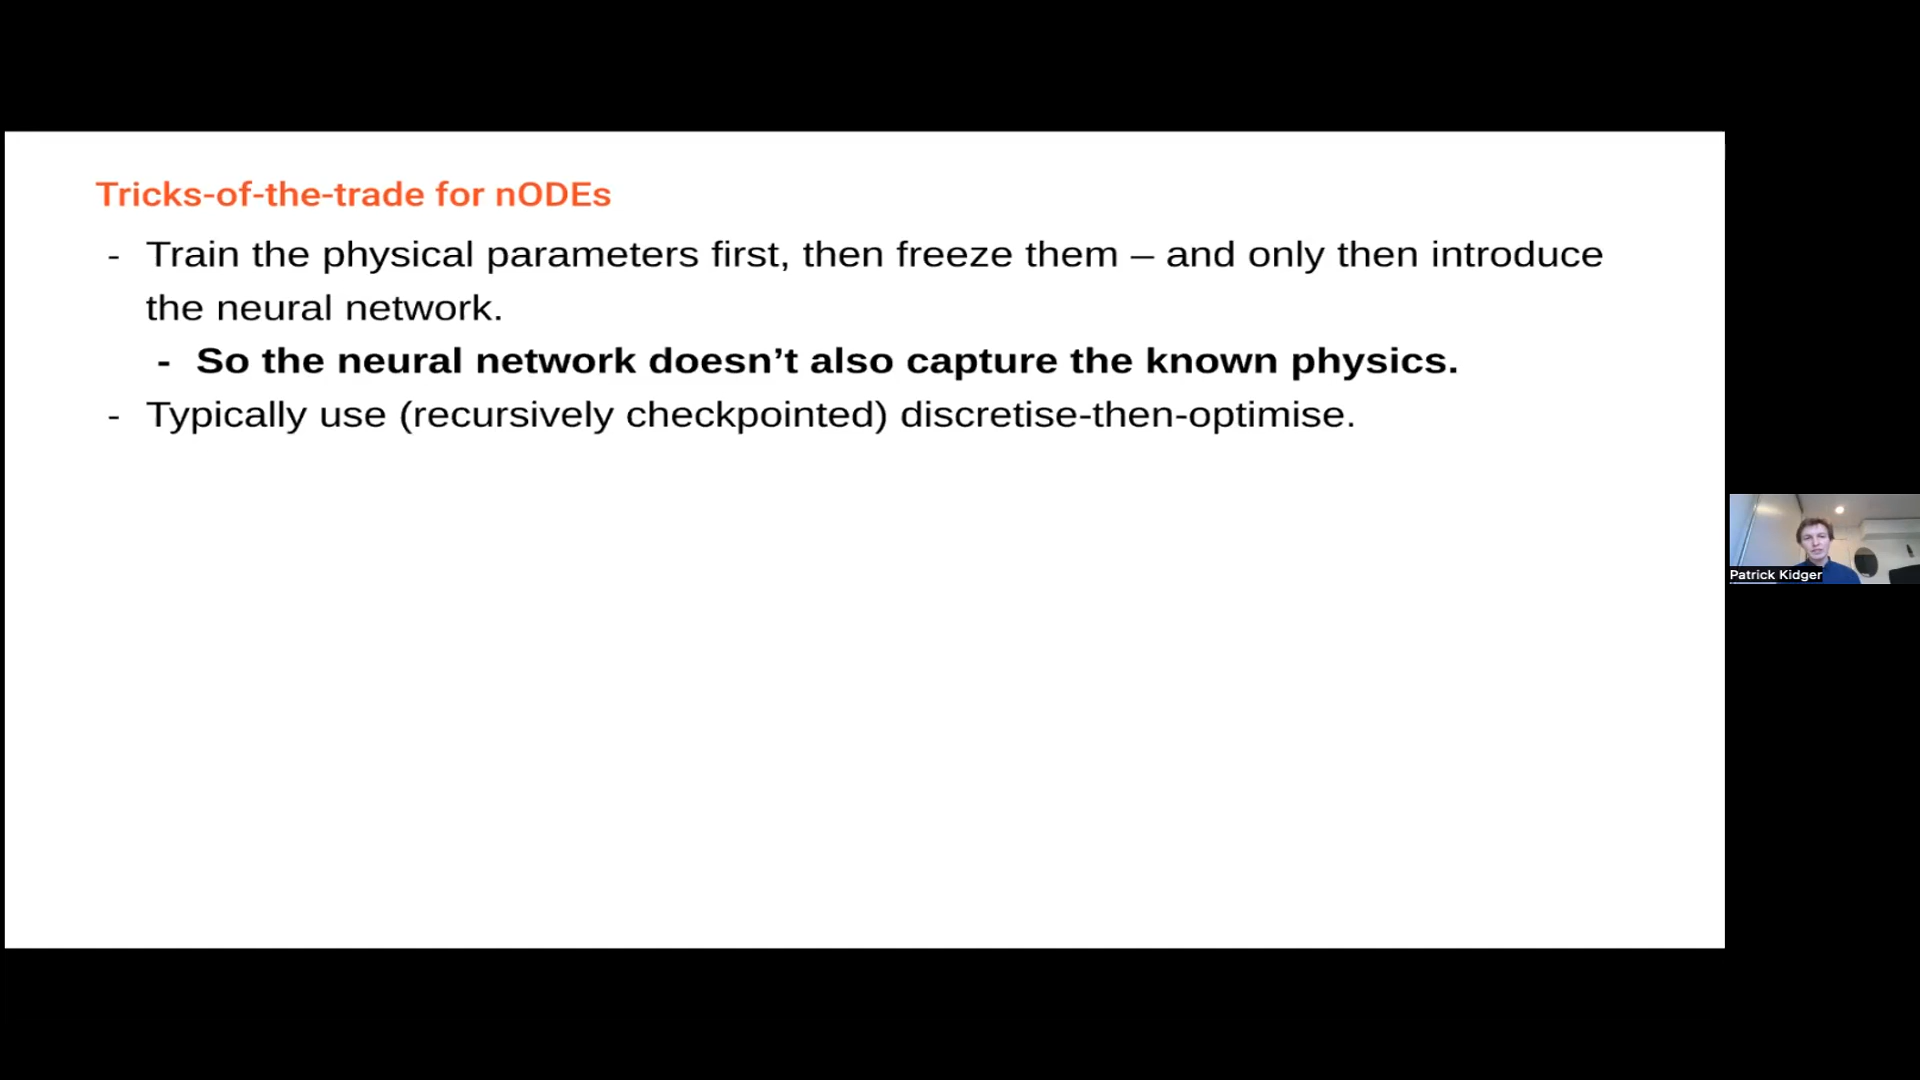 Tricks-of-the-trade for nODEs
- Train the physical parameters first, then freeze them – and only then introduce
the neural network.
- So the neural network doesn’t also capture the known physics.
- Typically use (recursively checkpointed) discretise-then-optimise.
Patrick Kidger